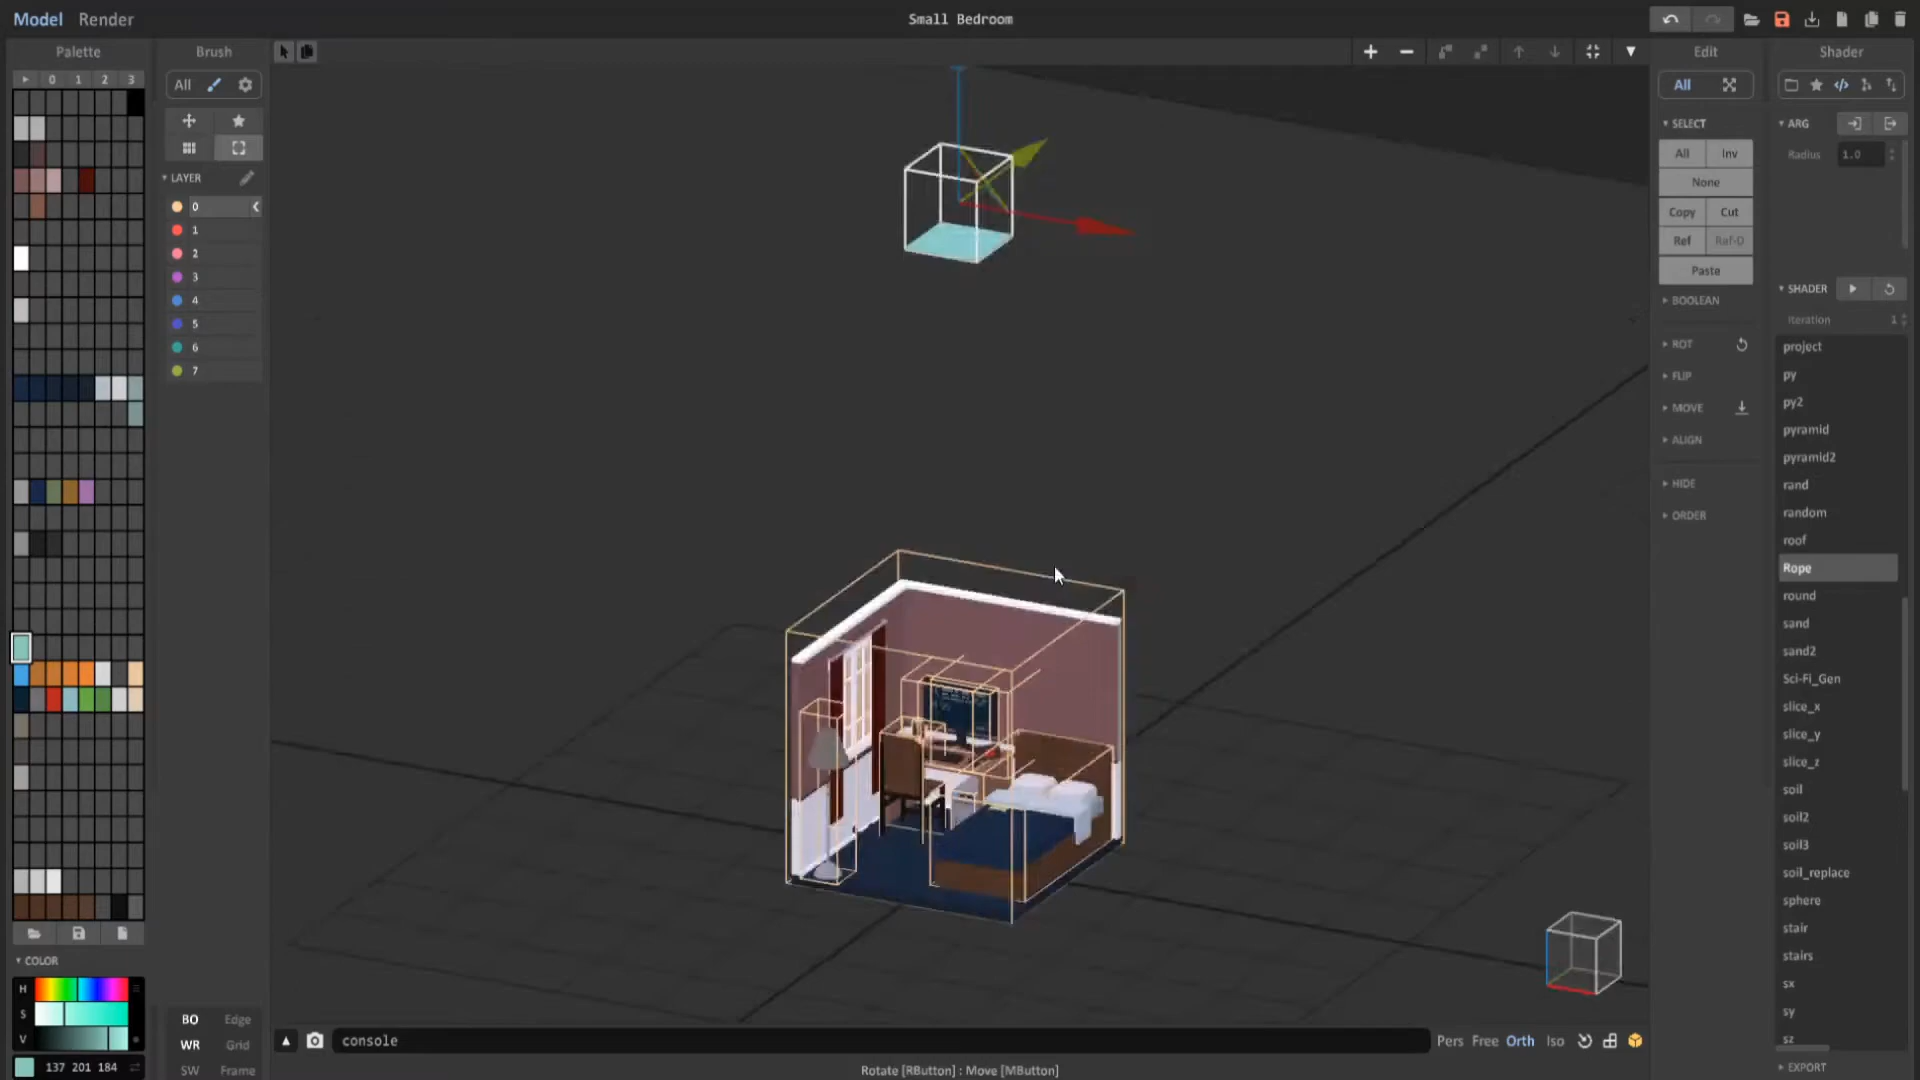 Model Render
Small Bedroom
Palette
Brush
Edit
Shader
0 1 2 3
All
All
SELECT
ARG
All Inv
Radius 1.0
None
LAYER
0
Copy Cut
1
Ref Raf-D
2
Paste
3
SHADER
4
BOOLEAN
Iteration 1
5
ROT
project
6
7
FLIP
py
MOVE
py2
pyramid
ALIGN
pyramid2
HIDE
rand
ORDER
random
roof
Rope
round
sand
sand2
Sci-Fi_Gen
slice_x
slice_y
slice_z
soil
soil2
soil3
soil_replace
sphere
stair
stairs
sx
sy
sz
COLOR
H
S
V
137 201 184
BO Edge
WR Grid
SW Frame
console
Pers Free Orth Iso
Rotate [RButton] : Move [MButton]
EXPORT